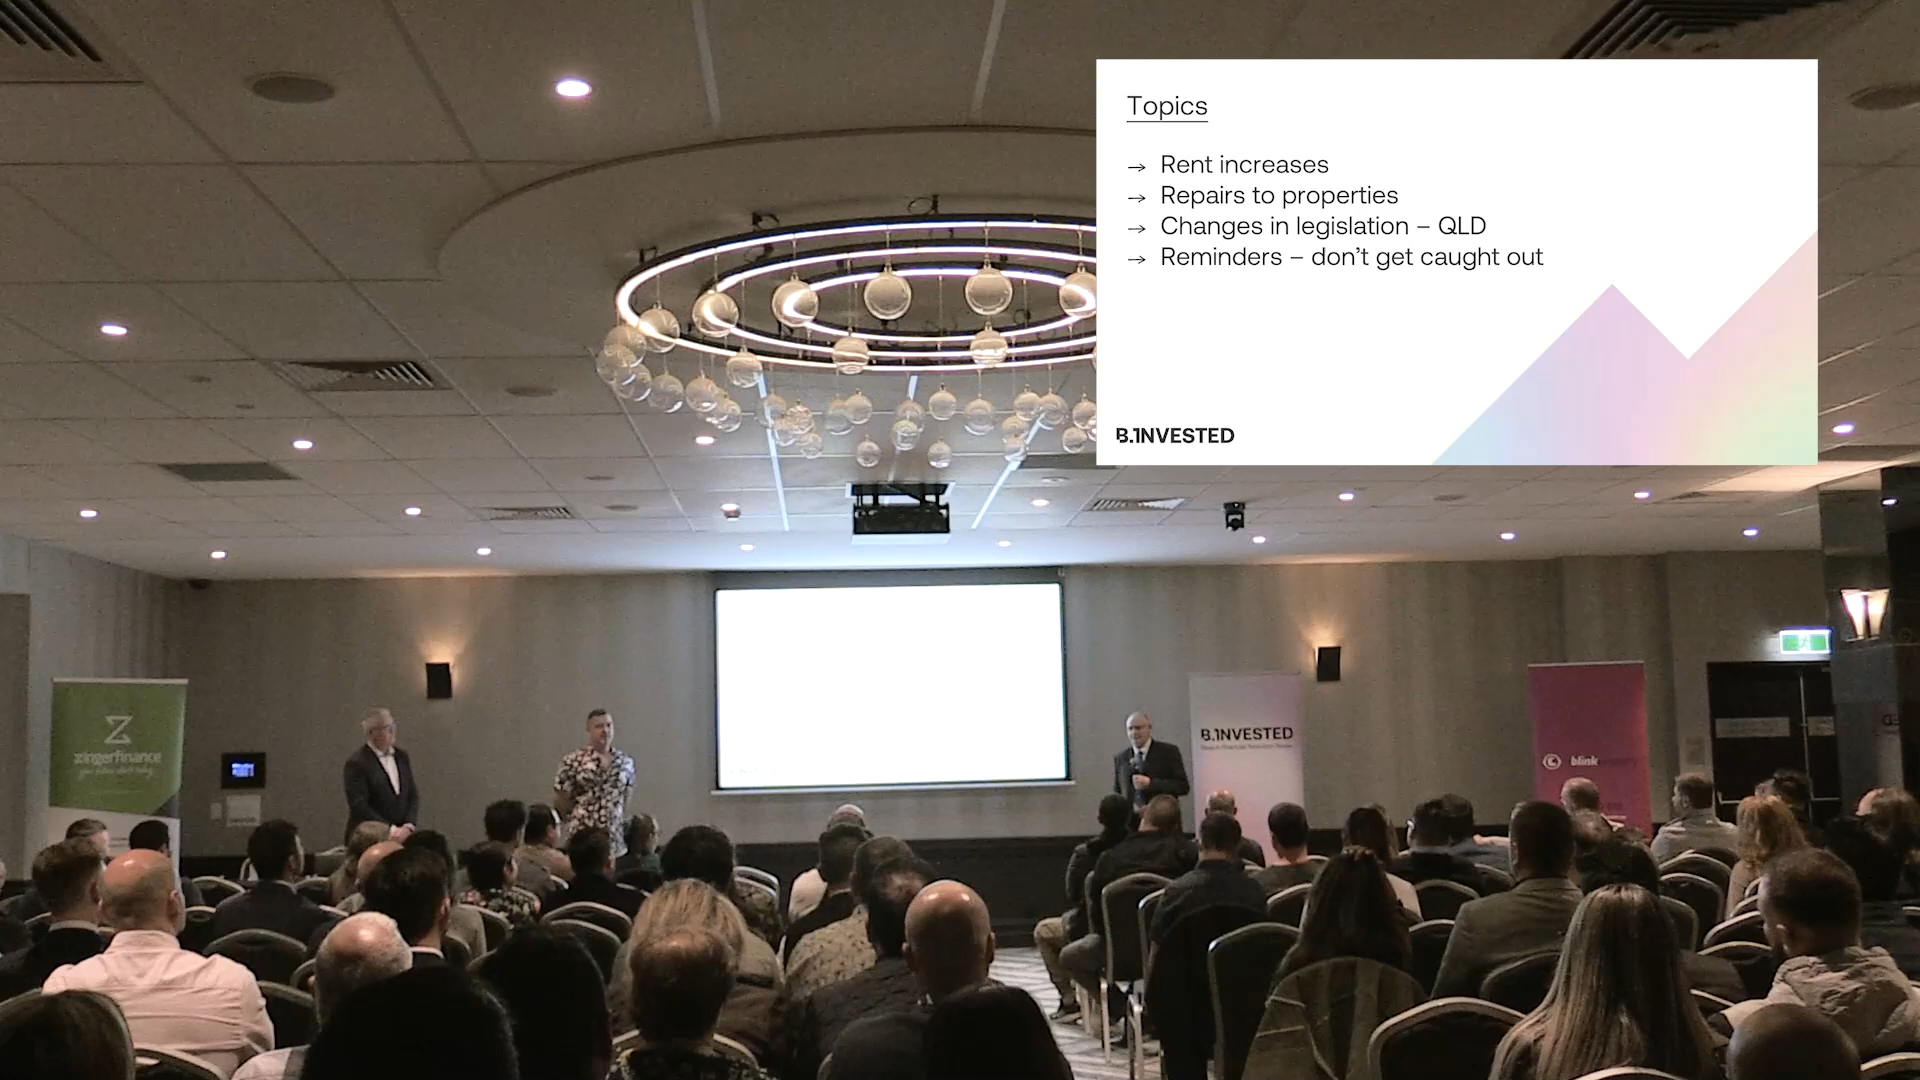 Topics
→ Rent increases
→ Repairs to properties
→ Changes in legislation – QLD
→ Reminders – don't get caught out
B.1NVESTED
zingerfinance
B.1NVESTED
blink